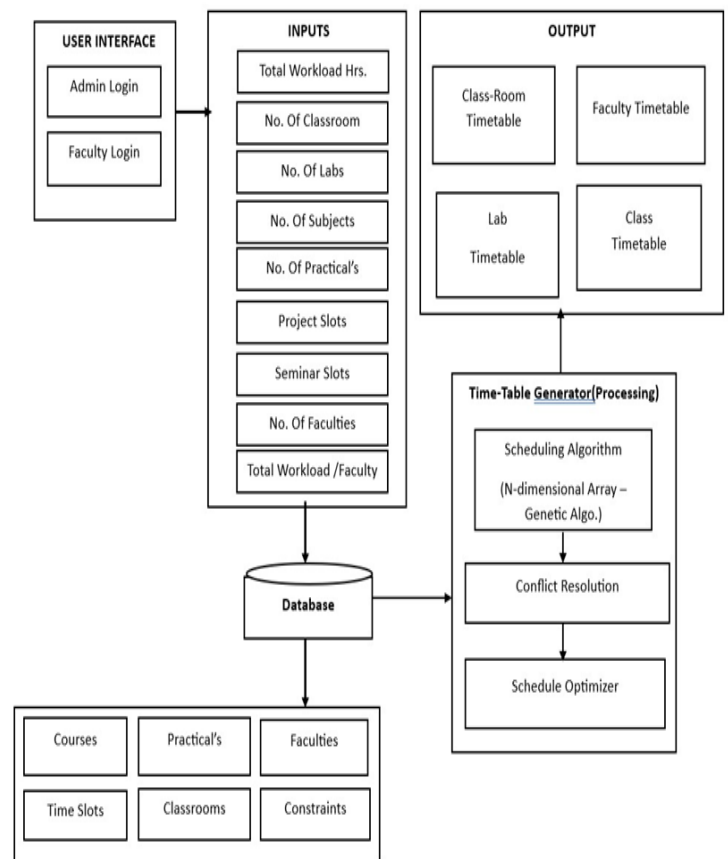 USER INTERFACE
Admin Login
Faculty Login
INPUTS
Total Workload Hrs.
No. Of Classroom
No. Of Labs
No. Of Subjects
No. Of Practical's
Project Slots
Seminar Slots
No. Of Faculties
Total Workload /Faculty
OUTPUT
Class-Room
Timetable
Faculty Timetable
Lab
Timetable
Class
Timetable
Time-Table Generator(Processing)
Scheduling Algorithm
(N-dimensional Array –
Genetic Algo.)
Conflict Resolution
Schedule Optimizer
Database
Courses
Practical's
Faculties
Time Slots
Classrooms
Constraints